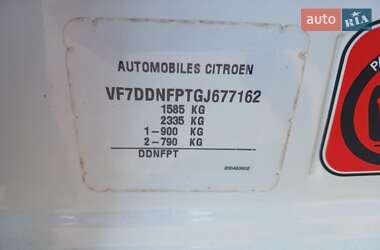 auto RIA
AUTOMOBILES CITROEN
VF7DDNFPTGJ677162
1585 KG
2335 KG
1-900 KG
2-790 KG
DDNFPT